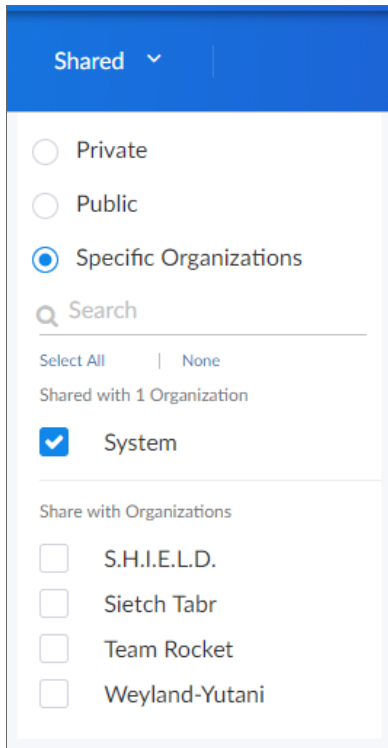 Shared
Private
Public
Specific Organizations
Search
Select All | None
Shared with 1 Organization
System
Share with Organizations
S.H.I.E.L.D.
Sietch Tabr
Team Rocket
Weyland-Yutani